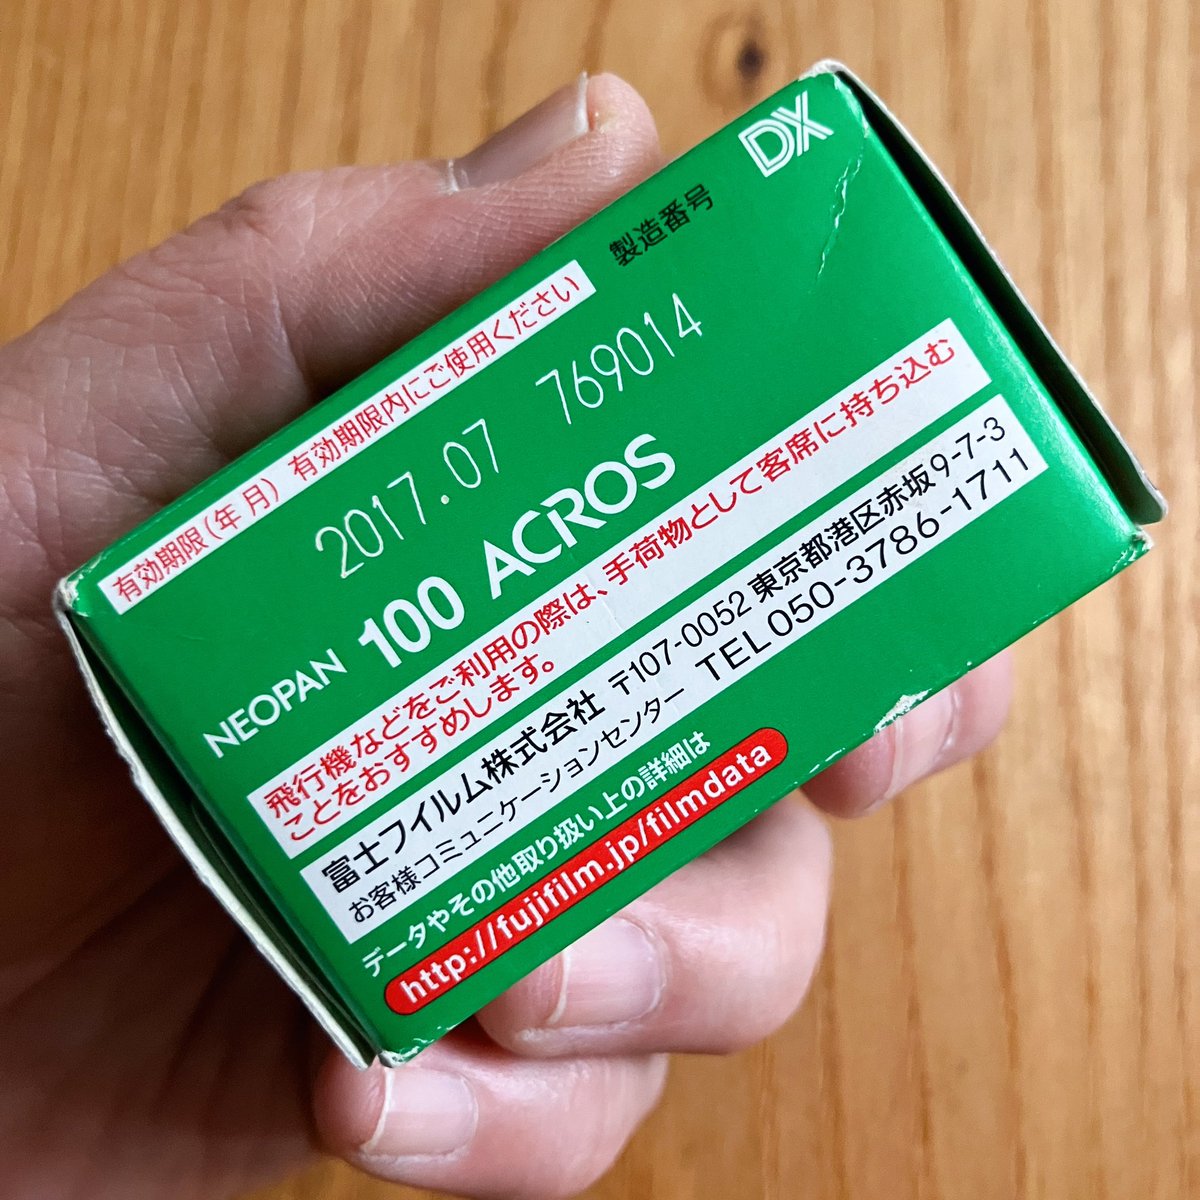 DX
有効期限(年月) 有効期限内にご使用ください
製造番号
2017.07 769014
NEOPAN 100 ACROS
飛行機などをご利用の際は、手荷物として客席に持ち込む
ことをおすすめします。
富士フイルム株式会社 〒107-0052 東京都港区赤坂9-7-3
お客様コミュニケーションセンター TEL050-3786-1711
データやその他取り扱い上の詳細は
http://fujifilm.jp/filmdata